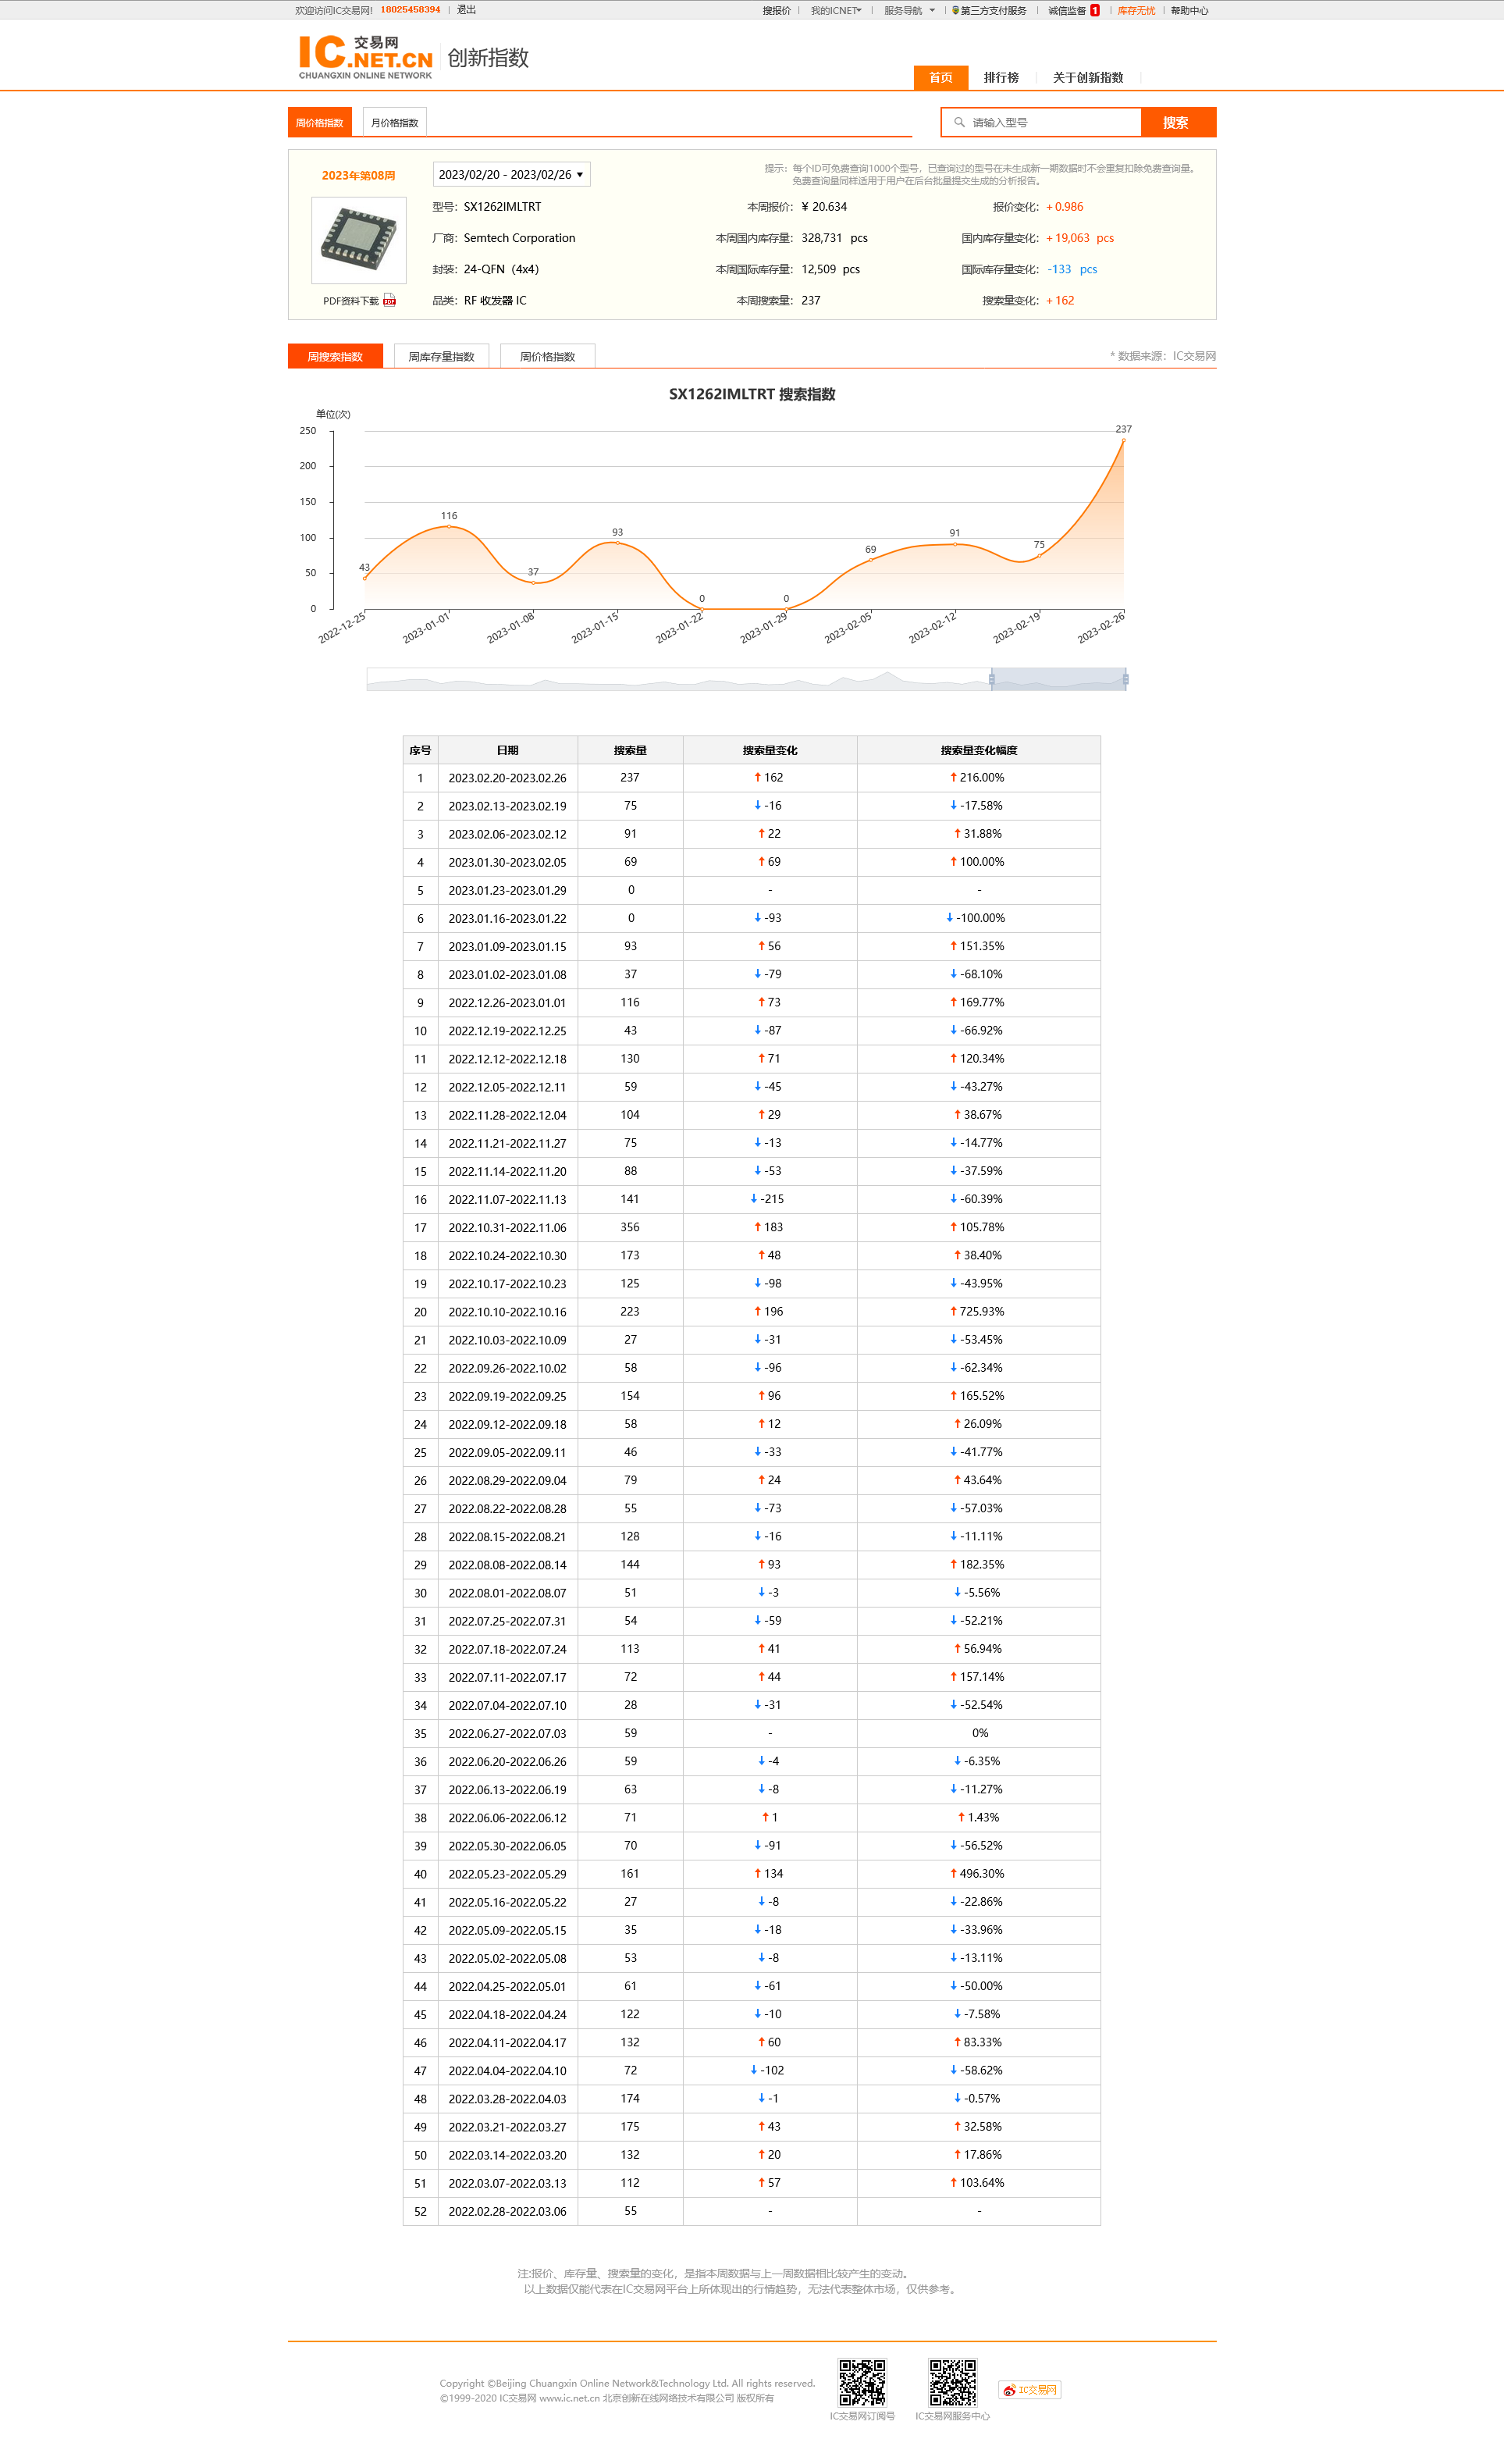 欢迎访问IC交易网! 18025458394 退出 搜报价 我的ICNET 服务导航 第三方支付服务 诚信监督 1 库存无忧 帮助中心
IC 交易网 .NET.CN
CHUANGXIN ONLINE NETWORK
创新指数
首页 排行榜 关于创新指数
周价格指数 月价格指数 请输入型号 搜索
2023年第08周 2023/02/20 - 2023/02/26
提示: 每个ID可免费查询1000个型号，已查询过的型号在未生成新一期数据时不会重复扣除免费查询量。
免费查询量同样适用于用户在后台批量提交生成的分析报告。
型号: SX1262IMLTRT 本周报价: ¥ 20.634 报价变化: + 0.986
厂商: Semtech Corporation 本周国内库存量: 328,731 pcs 国内库存量变化: + 19,063 pcs
封装: 24-QFN（4x4） 本周国际库存量: 12,509 pcs 国际库存量变化: -133 pcs
PDF资料下载 PDF 品类: RF 收发器 IC 本周搜索量: 237 搜索量变化: + 162
周搜索指数 周库存量指数 周价格指数 * 数据来源: IC交易网
SX1262IMLTRT 搜索指数
单位(次)
250 237
200
150
116
100 93 91
75
69
50 43 37
0 0 0
2022-12-25 2023-01-01 2023-01-08 2023-01-15 2023-01-22 2023-01-29 2023-02-05 2023-02-12 2023-02-19 2023-02-26
序号 日期 搜索量 搜索量变化 搜索量变化幅度
1 2023.02.20-2023.02.26 237 ↑ 162 ↑ 216.00%
2 2023.02.13-2023.02.19 75 ↓ -16 ↓ -17.58%
3 2023.02.06-2023.02.12 91 ↑ 22 ↑ 31.88%
4 2023.01.30-2023.02.05 69 ↑ 69 ↑ 100.00%
5 2023.01.23-2023.01.29 0 - -
6 2023.01.16-2023.01.22 0 ↓ -93 ↓ -100.00%
7 2023.01.09-2023.01.15 93 ↑ 56 ↑ 151.35%
8 2023.01.02-2023.01.08 37 ↓ -79 ↓ -68.10%
9 2022.12.26-2023.01.01 116 ↑ 73 ↑ 169.77%
10 2022.12.19-2022.12.25 43 ↓ -87 ↓ -66.92%
11 2022.12.12-2022.12.18 130 ↑ 71 ↑ 120.34%
12 2022.12.05-2022.12.11 59 ↓ -45 ↓ -43.27%
13 2022.11.28-2022.12.04 104 ↑ 29 ↑ 38.67%
14 2022.11.21-2022.11.27 75 ↓ -13 ↓ -14.77%
15 2022.11.14-2022.11.20 88 ↓ -53 ↓ -37.59%
16 2022.11.07-2022.11.13 141 ↓ -215 ↓ -60.39%
17 2022.10.31-2022.11.06 356 ↑ 183 ↑ 105.78%
18 2022.10.24-2022.10.30 173 ↑ 48 ↑ 38.40%
19 2022.10.17-2022.10.23 125 ↓ -98 ↓ -43.95%
20 2022.10.10-2022.10.16 223 ↑ 196 ↑ 725.93%
21 2022.10.03-2022.10.09 27 ↓ -31 ↓ -53.45%
22 2022.09.26-2022.10.02 58 ↓ -96 ↓ -62.34%
23 2022.09.19-2022.09.25 154 ↑ 96 ↑ 165.52%
24 2022.09.12-2022.09.18 58 ↑ 12 ↑ 26.09%
25 2022.09.05-2022.09.11 46 ↓ -33 ↓ -41.77%
26 2022.08.29-2022.09.04 79 ↑ 24 ↑ 43.64%
27 2022.08.22-2022.08.28 55 ↓ -73 ↓ -57.03%
28 2022.08.15-2022.08.21 128 ↓ -16 ↓ -11.11%
29 2022.08.08-2022.08.14 144 ↑ 93 ↑ 182.35%
30 2022.08.01-2022.08.07 51 ↓ -3 ↓ -5.56%
31 2022.07.25-2022.07.31 54 ↓ -59 ↓ -52.21%
32 2022.07.18-2022.07.24 113 ↑ 41 ↑ 56.94%
33 2022.07.11-2022.07.17 72 ↑ 44 ↑ 157.14%
34 2022.07.04-2022.07.10 28 ↓ -31 ↓ -52.54%
35 2022.06.27-2022.07.03 59 - 0%
36 2022.06.20-2022.06.26 59 ↓ -4 ↓ -6.35%
37 2022.06.13-2022.06.19 63 ↓ -8 ↓ -11.27%
38 2022.06.06-2022.06.12 71 ↑ 1 ↑ 1.43%
39 2022.05.30-2022.06.05 70 ↓ -91 ↓ -56.52%
40 2022.05.23-2022.05.29 161 ↑ 134 ↑ 496.30%
41 2022.05.16-2022.05.22 27 ↓ -8 ↓ -22.86%
42 2022.05.09-2022.05.15 35 ↓ -18 ↓ -33.96%
43 2022.05.02-2022.05.08 53 ↓ -8 ↓ -13.11%
44 2022.04.25-2022.05.01 61 ↓ -61 ↓ -50.00%
45 2022.04.18-2022.04.24 122 ↓ -10 ↓ -7.58%
46 2022.04.11-2022.04.17 132 ↑ 60 ↑ 83.33%
47 2022.04.04-2022.04.10 72 ↓ -102 ↓ -58.62%
48 2022.03.28-2022.04.03 174 ↓ -1 ↓ -0.57%
49 2022.03.21-2022.03.27 175 ↑ 43 ↑ 32.58%
50 2022.03.14-2022.03.20 132 ↑ 20 ↑ 17.86%
51 2022.03.07-2022.03.13 112 ↑ 57 ↑ 103.64%
52 2022.02.28-2022.03.06 55 - -
注:报价、库存量、搜索量的变化，是指本周数据与上一周数据相比较产生的变动。
以上数据仅能代表在IC交易网平台上所体现出的行情趋势，无法代表整体市场，仅供参考。
Copyright ©Beijing Chuangxin Online Network&Technology Ltd. All rights reserved.
©1999-2020 IC交易网 www.ic.net.cn 北京创新在线网络技术有限公司 版权所有
IC交易网订阅号 IC交易网服务中心 IC交易网